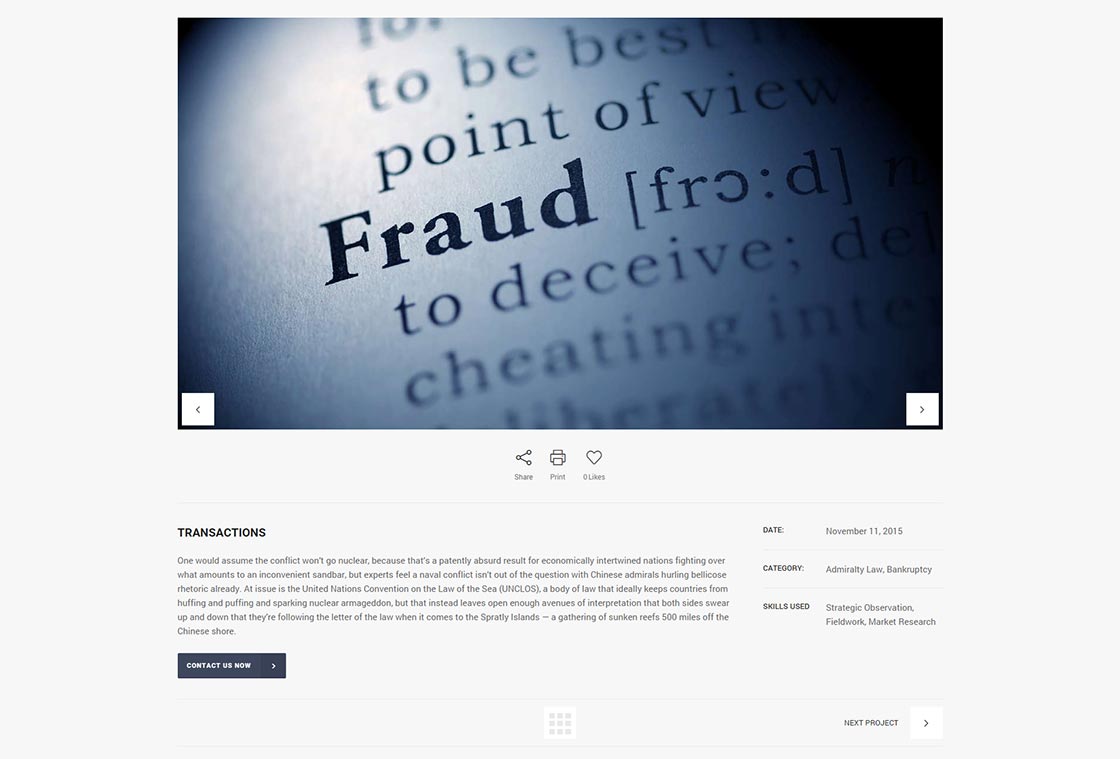 to be best
point of view
Fraud [frɔ:d] n
to deceive; del
cheating inte
liberately
Share
Print
0 Likes
TRANSACTIONS
One would assume the conflict won't go nuclear, because that's a patently absurd result for economically intertwined nations fighting over
what amounts to an inconvenient sandbar, but experts feel a naval conflict isn't out of the question with Chinese admirals hurling bellicose
rhetoric already. At issue is the United Nations Convention on the Law of the Sea (UNCLOS), a body of law that ideally keeps countries from
huffing and puffing and sparking nuclear armageddon, but that instead leaves open enough avenues of interpretation that both sides swear
up and down that they're following the letter of the law when it comes to the Spratly Islands — a gathering of sunken reefs 500 miles off the
Chinese shore.
CONTACT US NOW
DATE:
November 11, 2015
CATEGORY:
Admiralty Law, Bankruptcy
SKILLS USED
Strategic Observation,
Fieldwork, Market Research
NEXT PROJECT